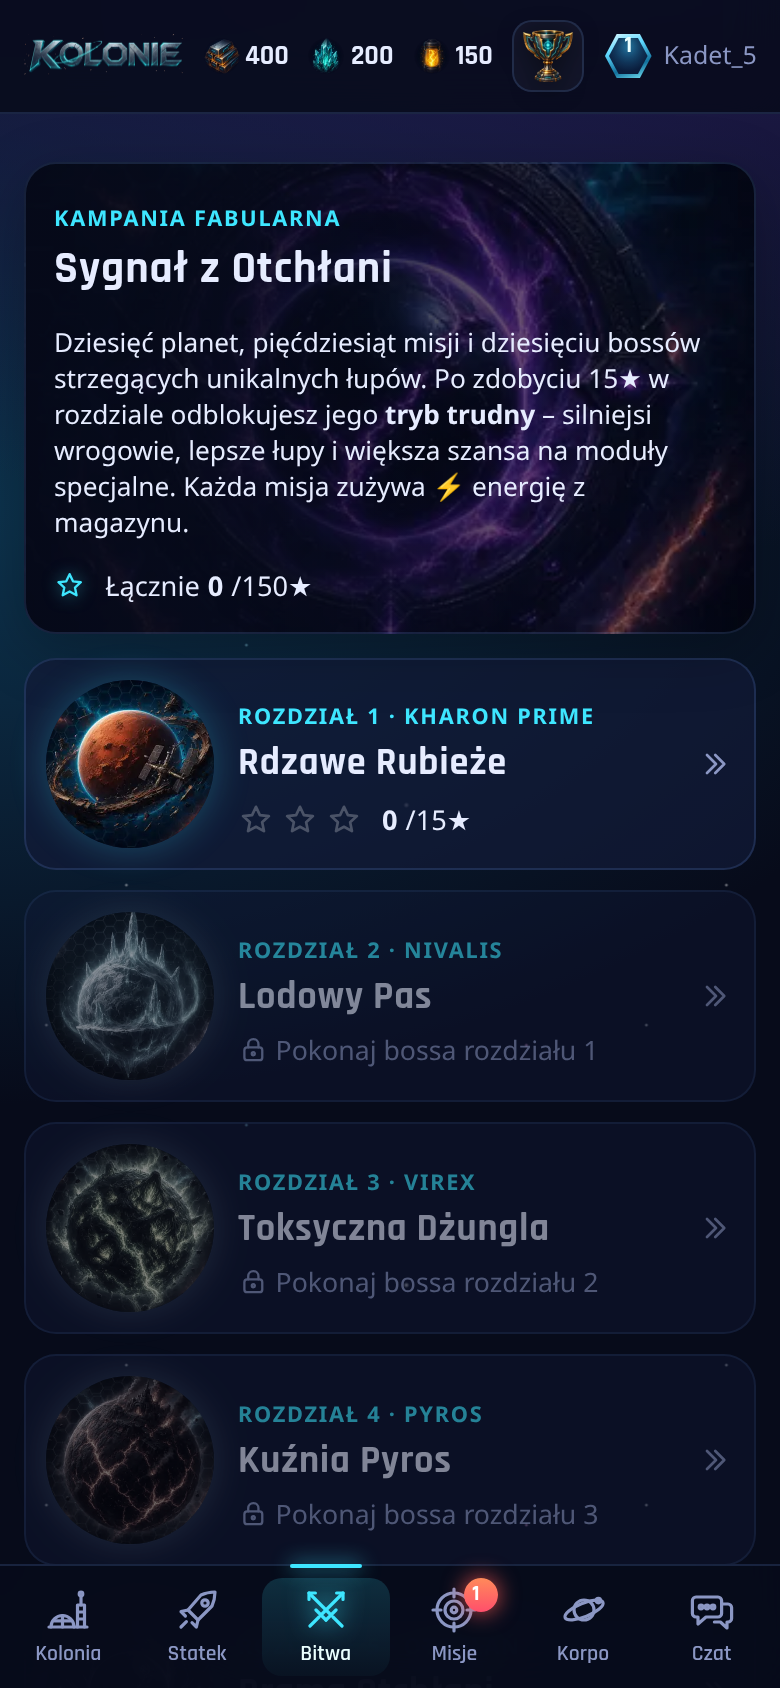 KOLONIE 400 200 150 1 Kadet_5
KAMPANIA FABULARNA
Sygnał z Otchłani
Dziesięć planet, pięćdziesiąt misji i dziesięciu bossów
strzegących unikalnych łupów. Po zdobyciu 15★ w
rozdziale odblokujesz jego tryb trudny – silniejsi
wrogowie, lepsze łupy i większa szansa na moduły
specjalne. Każda misja zużywa ⚡ energię z
magazynu.
Łącznie 0 /150★
ROZDZIAŁ 1 · KHARON PRIME
Rdzawe Rubieże
0 /15★
ROZDZIAŁ 2 · NIVALIS
Lodowy Pas
Pokonaj bossa rozdziału 1
ROZDZIAŁ 3 · VIREX
Toksyczna Dżungla
Pokonaj bossa rozdziału 2
ROZDZIAŁ 4 · PYROS
Kuźnia Pyros
Pokonaj bossa rozdziału 3
1
Kolonia Statek Bitwa Misje Korpo Czat